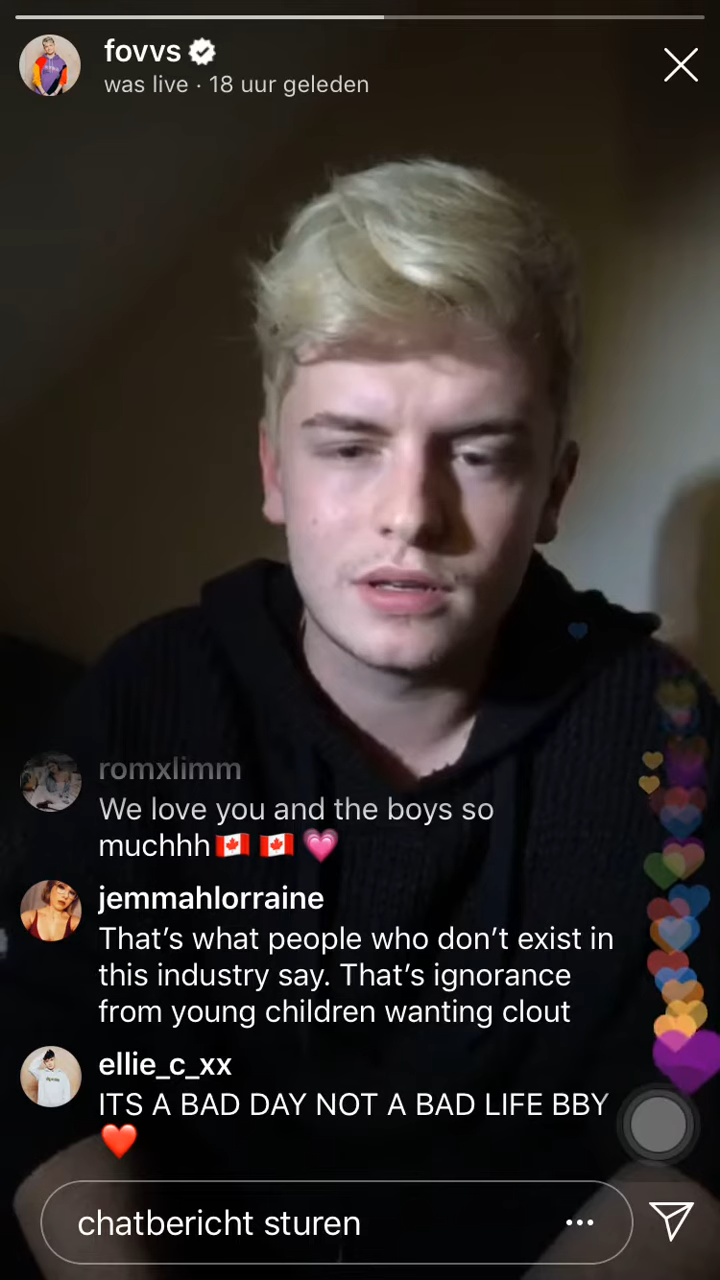 fovvs
was live · 18 uur geleden
romxlimm
We love you and the boys so
muchhh🇨🇦 🇨🇦 💗
jemmahlorraine
That’s what people who don’t exist in
this industry say. That’s ignorance
from young children wanting clout
ellie_c_xx
ITS A BAD DAY NOT A BAD LIFE BBY
❤️
chatbericht sturen